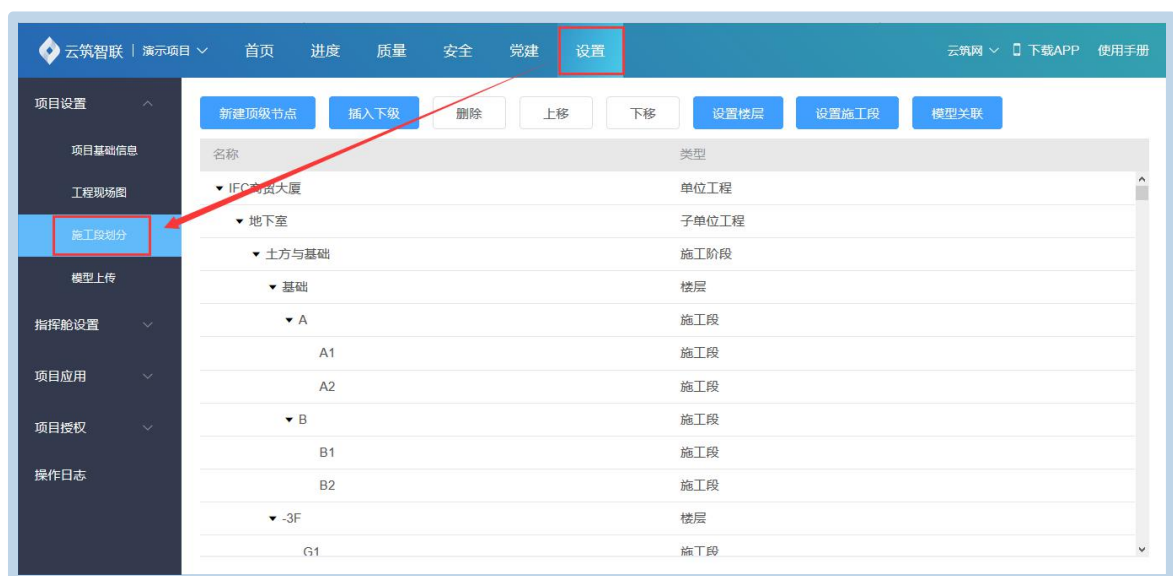 云筑智联 演示项目 首页 进度 质量 安全 党建 设置 云筑网 下载APP 使用手册
项目设置
项目基础信息
工程现场图
施工段划分
模型上传
指挥舱设置
项目应用
项目授权
操作日志
新建顶级节点 插入下级 删除 上移 下移 设置楼层 设置施工段 模型关联
名称 类型
IFC商贸大厦 单位工程
地下室 子单位工程
土方与基础 施工阶段
基础 楼层
A 施工段
A1 施工段
A2 施工段
B 施工段
B1 施工段
B2 施工段
-3F 楼层
G1 施工段